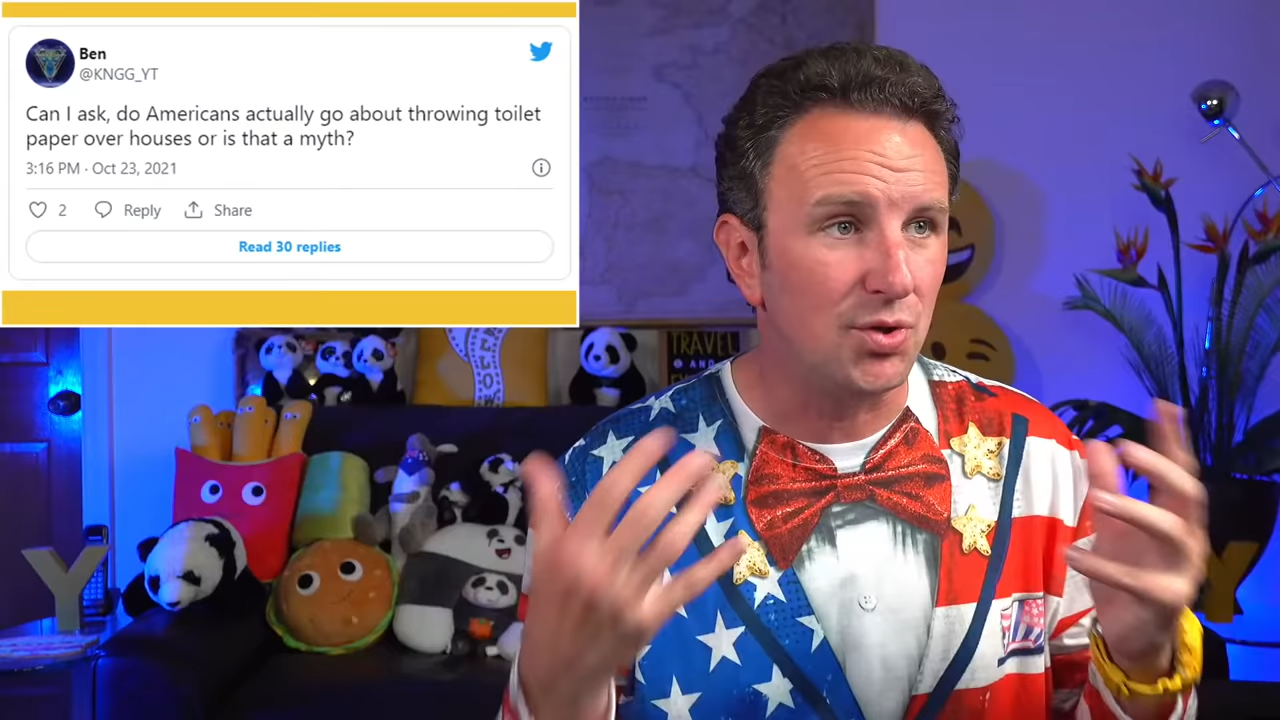 Ben
@KNGG_YT
Can I ask, do Americans actually go about throwing toilet
paper over houses or is that a myth?
3:16 PM · Oct 23, 2021
2 Reply Share
Read 30 replies
TRAVEL
AND
Y
Y